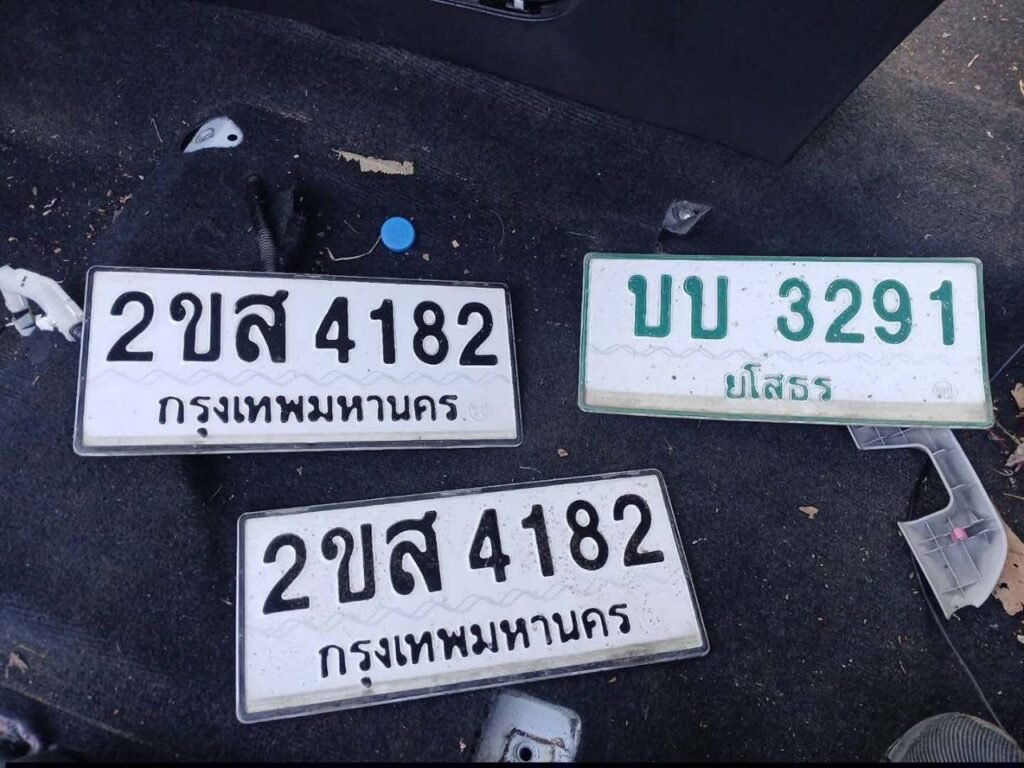 2ขส 4182
กรุงเทพมหานคร
บบ 3291
ยโสธร
2ขส 4182
กรุงเทพมหานคร